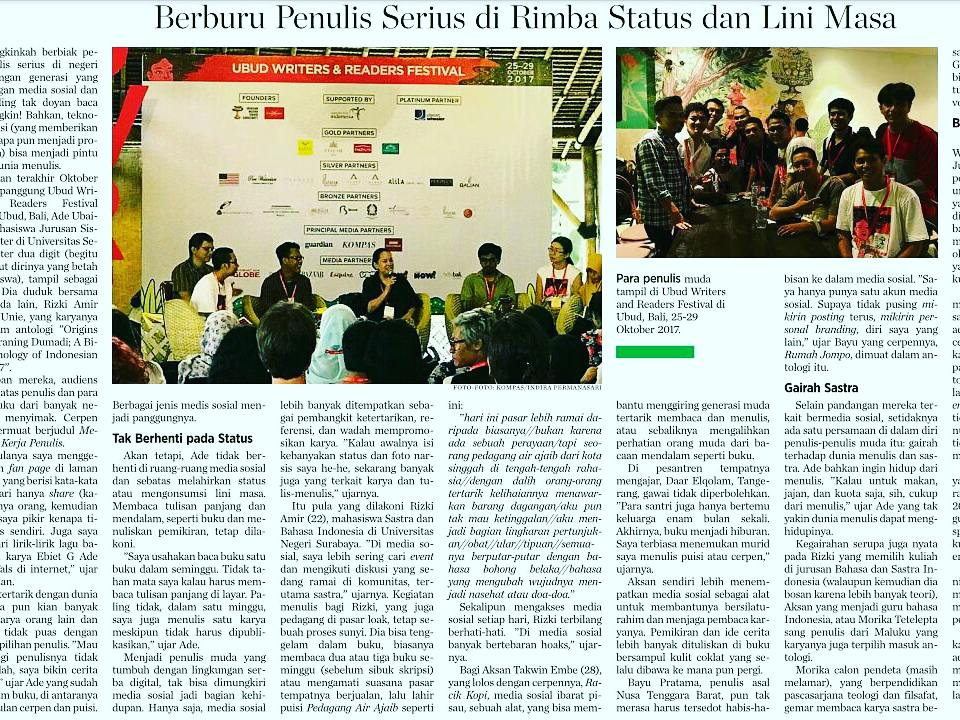 Berburu Penulis Serius di Rimba Status dan Lini Masa
gkinkah berbiak pe-
lis serius di negeri
ngan generasi yang
gan media sosial dan
ling tak doyan baca
gkin! Bahkan, tekno-
si (yang memberikan
apa pun menjadi pro-
) bisa menjadi pintu
unia menulis.
an terakhir Oktober
panggung Ubud Wri-
Readers Festival
Ubud, Bali, Ade Ubai-
hasiswa Jurusan Sis-
ter di Universitas Se-
ter dua digit (begitu
ut dirinya yang betah
siswa), tampil sebagai
Dia duduk bersama
da lain, Rizki Amir
Unie, yang karyanya
m antologi "Origins
raning Dumadi; A Bi-
nology of Indonesian
7".
pan mereka, audiens
atas penulis dan para
uku dari banyak ne-
menyimak. Cerpen
ermuat berjudul Me-
Kerja Penulis.
ulanya saya mengge-
n fan page di laman
yang berisi kata-kata
ari hanya share (ka-
nya orang, kemudian
saya pikir kenapa ti-
s sendiri. Juga saya
ri lirik-lirik lagu ba-
karya Ebiet G Ade
als di internet," ujar
an.
tertarik dengan dunia
a pun kian banyak
arya orang lain dan
tidak puas dengan
pilihan penulis. "Mau
gi penulisnya tidak
lah, saya bikin cerita
" ujar Ade yang sudah
am buku, di antaranya
an cerpen dan puisi.
UBUD WRITERS & READERS FESTIVAL
25-29
OCTOBER
2017
FOUNDERS
SUPPORTED BY
PLATINUM PARTNER
GOLD PARTNERS
SILVER PARTNERS
BRONZE PARTNERS
PRINCIPAL MEDIA PARTNERS
guardian
KOMPAS
MEDIA PARTNERS
GLOBE
BAZAAR
Esquire
now!
FOTO-FOTO: KOMPAS/INDIRA PERMANASARI
Berbagai jenis medis sosial men-
jadi panggungnya.
Tak Berhenti pada Status
Akan tetapi, Ade tidak ber-
henti di ruang-ruang media sosial
dan sebatas melahirkan status
atau mengonsumsi lini masa.
Membaca tulisan panjang dan
mendalam, seperti buku dan me-
nuliskan pemikiran, tetap dila-
koni.
"Saya usahakan baca buku satu
buku dalam seminggu. Tidak ta-
han mata saya kalau harus mem-
baca tulisan panjang di layar. Pa-
ling tidak, dalam satu minggu,
saya juga menulis satu karya
meskipun tidak harus dipubli-
kasikan," ujar Ade.
Menjadi penulis muda yang
tumbuh dengan lingkungan ser-
ba digital, tak bisa dimungkiri
media sosial jadi bagian kehi-
dupan. Hanya saja, media sosial
lebih banyak ditempatkan seba-
gai pembangkit ketertarikan, re-
ferensi, dan wadah mempromo-
sikan karya. "Kalau awalnya isi
kebanyakan status dan foto nar-
sis saya he-he, sekarang banyak
juga yang terkait karya dan tu-
lis-menulis," ujarnya.
Itu pula yang dilakoni Rizki
Amir (22), mahasiswa Sastra dan
Bahasa Indonesia di Universitas
Negeri Surabaya. "Di media so-
sial, saya lebih sering cari event
dan mengikuti diskusi yang se-
dang ramai di komunitas, ter-
utama sastra," ujarnya. Kegiatan
menulis bagi Rizki, yang juga
pedagang di pasar loak, tetap se-
buah proses sunyi. Dia bisa teng-
gelam dalam buku, biasanya
membaca dua atau tiga buku se-
minggu (sebelum sibuk skripsi)
atau mengamati suasana pasar
tempatnya berjualan, lalu lahir
puisi Pedagang Air Ajaib seperti
ini:
"hari ini pasar lebih ramai da-
ripada biasanya//bukan karena
ada sebuah perayaan/tapi seo-
rang pedagang air ajaib dari kota
singgah di tengah-tengah raha-
sia//dengan dalih orang-orang
tertarik kelihaiannya menawar-
kan barang dagangan/aku pun
tak mau ketinggalan//aku men-
jadi bagian lingkaran pertunjuk-
an//obat//ular//tipuan//semua-
nya berputar-putar dengan ba-
hasa bohong belaka//bahasa
yang mengubah wujudnya men-
jadi nasehat atau doa-doa."
Sekalipun mengakses media
sosial setiap hari, Rizki terbilang
berhati-hati. "Di media sosial
banyak bertebaran hoaks," ujar-
nya.
Bagi Aksan Takwin Embe (28),
yang lolos dengan cerpennya, Ra-
cik Kopi, media sosial ibarat pi-
sau, sebuah alat, yang bisa mem-
Para penulis muda
tampil di Ubud Writers
and Readers Festival di
Ubud, Bali, 25-29
Oktober 2017.
bantu menggiring generasi muda
tertarik membaca dan menulis,
atau sebaliknya mengalihkan
perhatian orang muda dari ba-
caan mendalam seperti buku.
Di pesantren tempatnya
mengajar, Daar Elqolam, Tange-
rang, gawai tidak diperbolehkan.
"Para santri juga hanya bertemu
keluarga enam bulan sekali.
Akhirnya, buku menjadi hiburan.
Saya terbiasa menemukan murid
saya menulis puisi atau cerpen,"
ujarnya.
Aksan sendiri lebih menem-
patkan media sosial sebagai alat
untuk membantunya bersilatu-
rahim dan menjaga pembaca kar-
yanya. Pemikiran dan ide cerita
lebih banyak dituliskan di buku
bersampul kulit coklat yang se-
lalu dibawa ke mana pun pergi.
Bayu Pratama, penulis asal
Nusa Tenggara Barat, pun tak
merasa harus tersedot habis-ha-
bisan ke dalam media sosial. "Sa-
ya hanya punya satu akun media
sosial. Supaya tidak pusing mi-
kirin posting terus, mikirin per-
sonal branding, diri saya yang
lain," ujar Bayu yang cerpennya,
Rumah Jompo, dimuat dalam an-
tologi itu.
Gairah Sastra
Selain pandangan mereka ter-
kait bermedia sosial, setidaknya
ada satu persamaan di dalam diri
penulis-penulis muda itu: gairah
terhadap dunia menulis dan sas-
tra. Ade bahkan ingin hidup dari
menulis. "Kalau untuk makan,
jajan, dan kuota saja, sih, cukup
dari menulis," ujar Ade yang tak
yakin dunia menulis dapat meng-
hidupinya.
Kegairahan serupa juga nyata
pada Rizki yang memilih kuliah
di jurusan Bahasa dan Sastra In-
donesia (walaupun kemudian dia
bosan karena lebih banyak teori),
Aksan yang menjadi guru bahasa
Indonesia, atau Morika Tetelepta
sang penulis dari Maluku yang
karyanya juga terpilih masuk an-
tologi.
Morika calon pendeta (masih
melamar), yang berpendidikan
pascasarjana teologi dan filsafat,
gemar membaca karya sastra be-